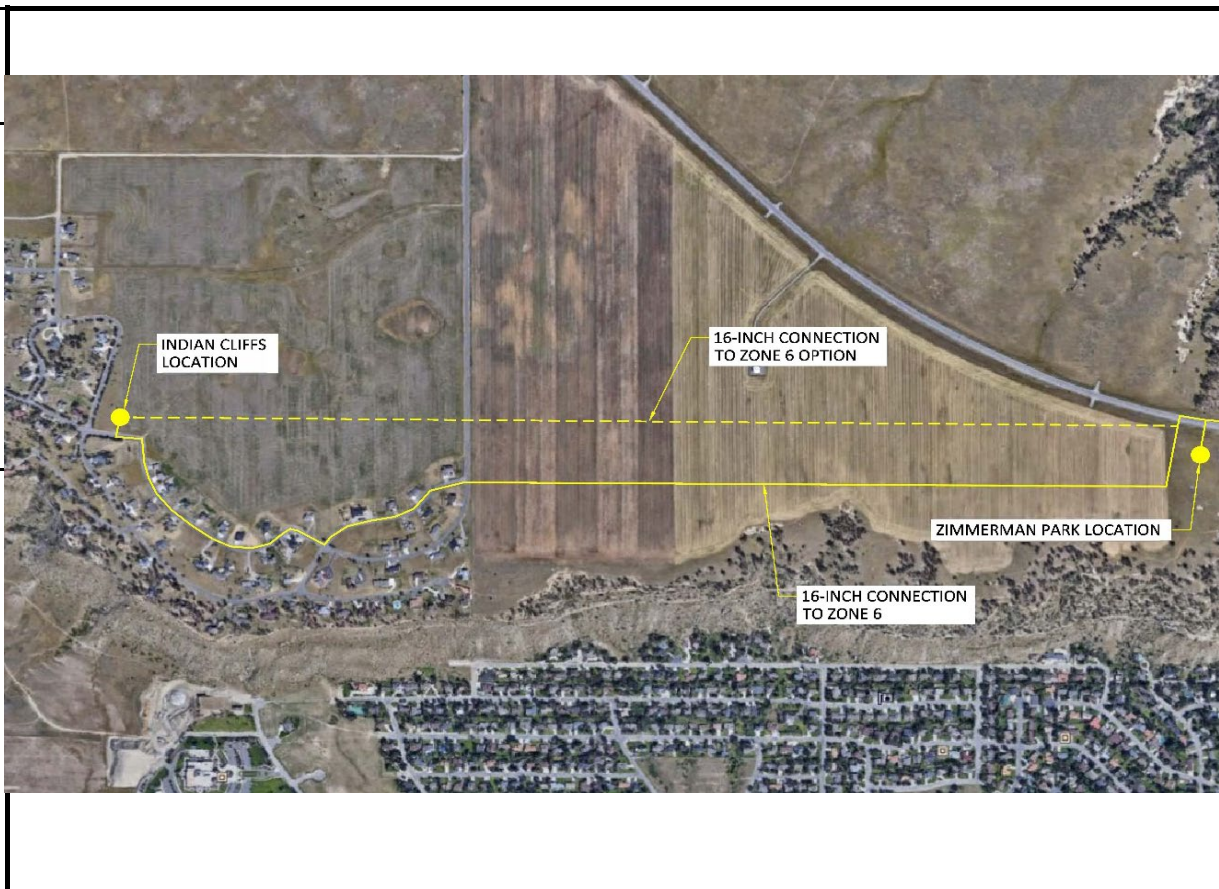 INDIAN CLIFFS
LOCATION
16-INCH CONNECTION
TO ZONE 6 OPTION
ZIMMERMAN PARK LOCATION
16-INCH CONNECTION
TO ZONE 6